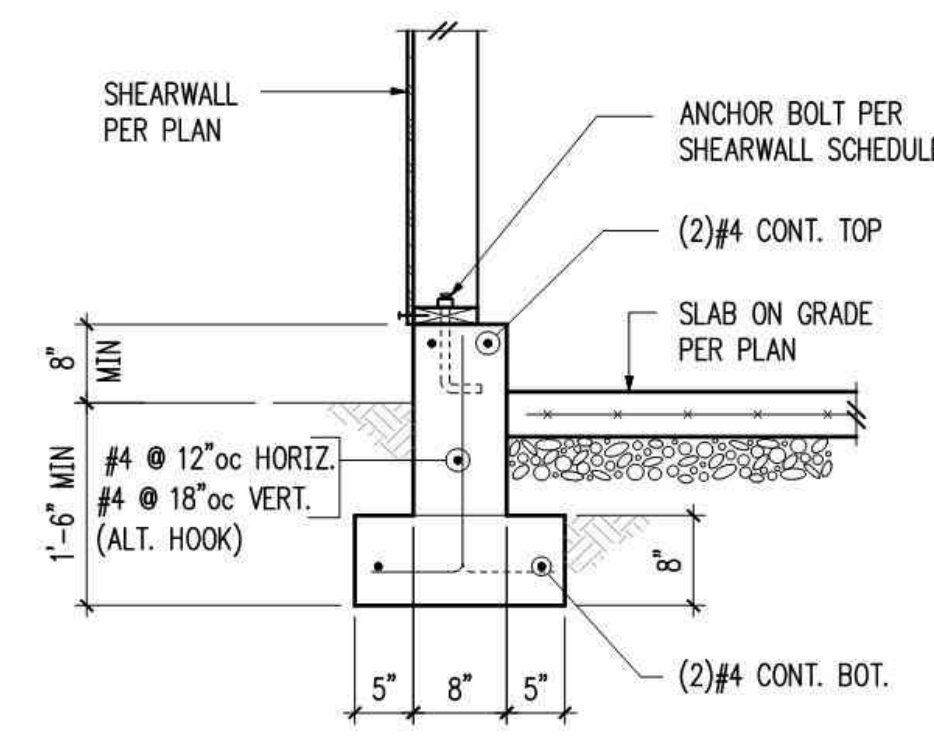 SHEARWALL
PER PLAN
ANCHOR BOLT PER
SHEARWALL SCHEDULE
(2)#4 CONT. TOP
SLAB ON GRADE
PER PLAN
8"
MIN
#4 @ 12"oc HORIZ.
#4 @ 18"oc VERT.
(ALT. HOOK)
1'-6" MIN
8"
5"
8"
5"
(2)#4 CONT. BOT.